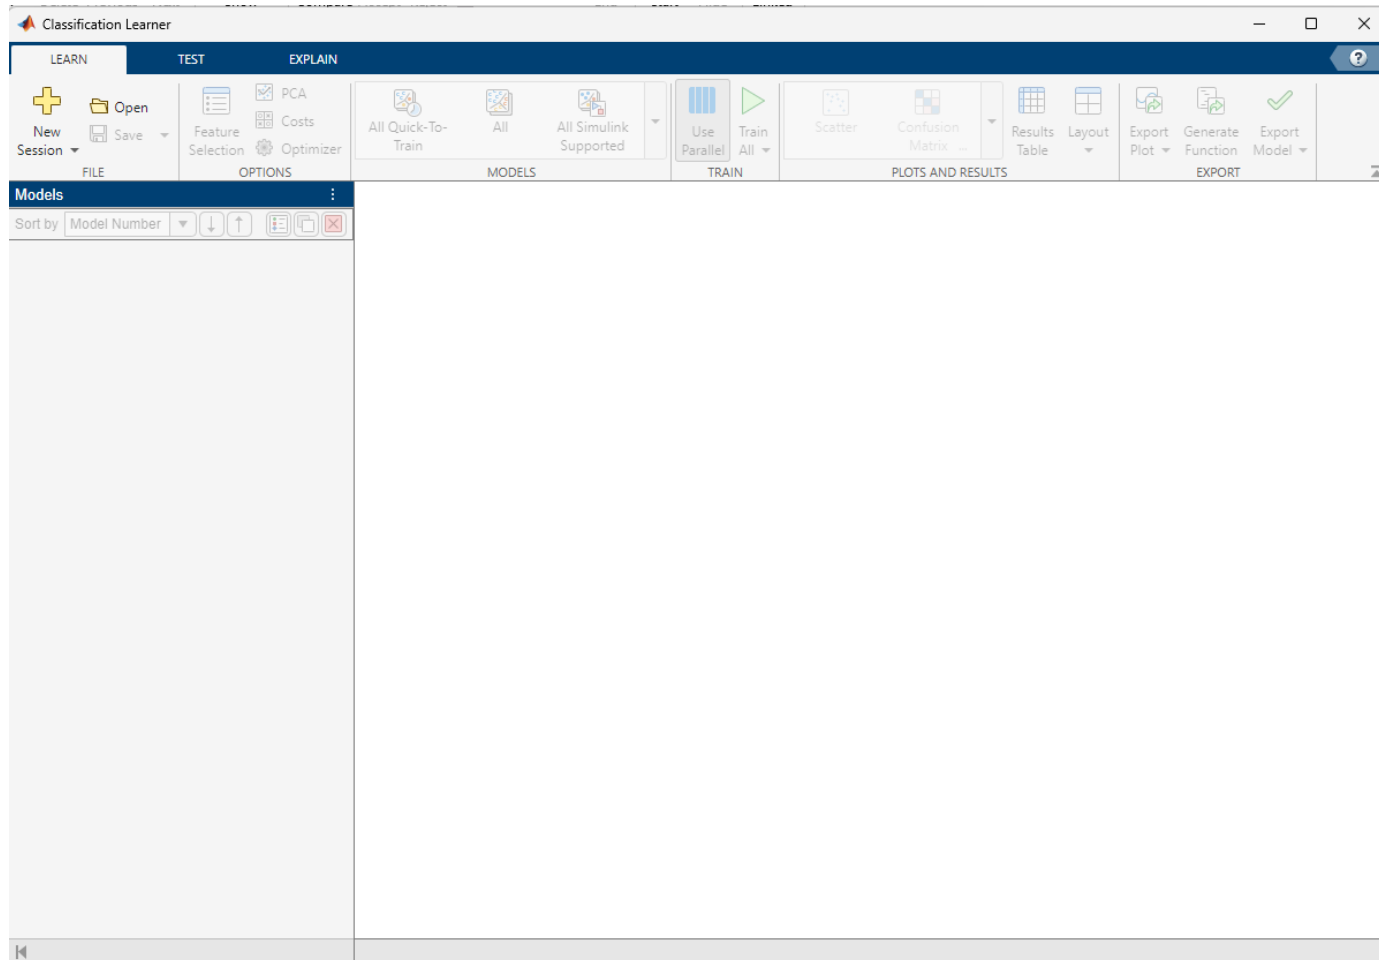 Classification Learner
LEARN TEST EXPLAIN
New Session
Open
Save
FILE
Feature Selection
PCA
Costs
Optimizer
OPTIONS
All Quick-To-
Train
All
All Simulink
Supported
MODELS
Use
Parallel
Train
All
TRAIN
Scatter
Confusion
Matrix ...
Results
Table
Layout
PLOTS AND RESULTS
Export
Plot
Generate
Function
Export
Model
EXPORT
Models
Sort by Model Number